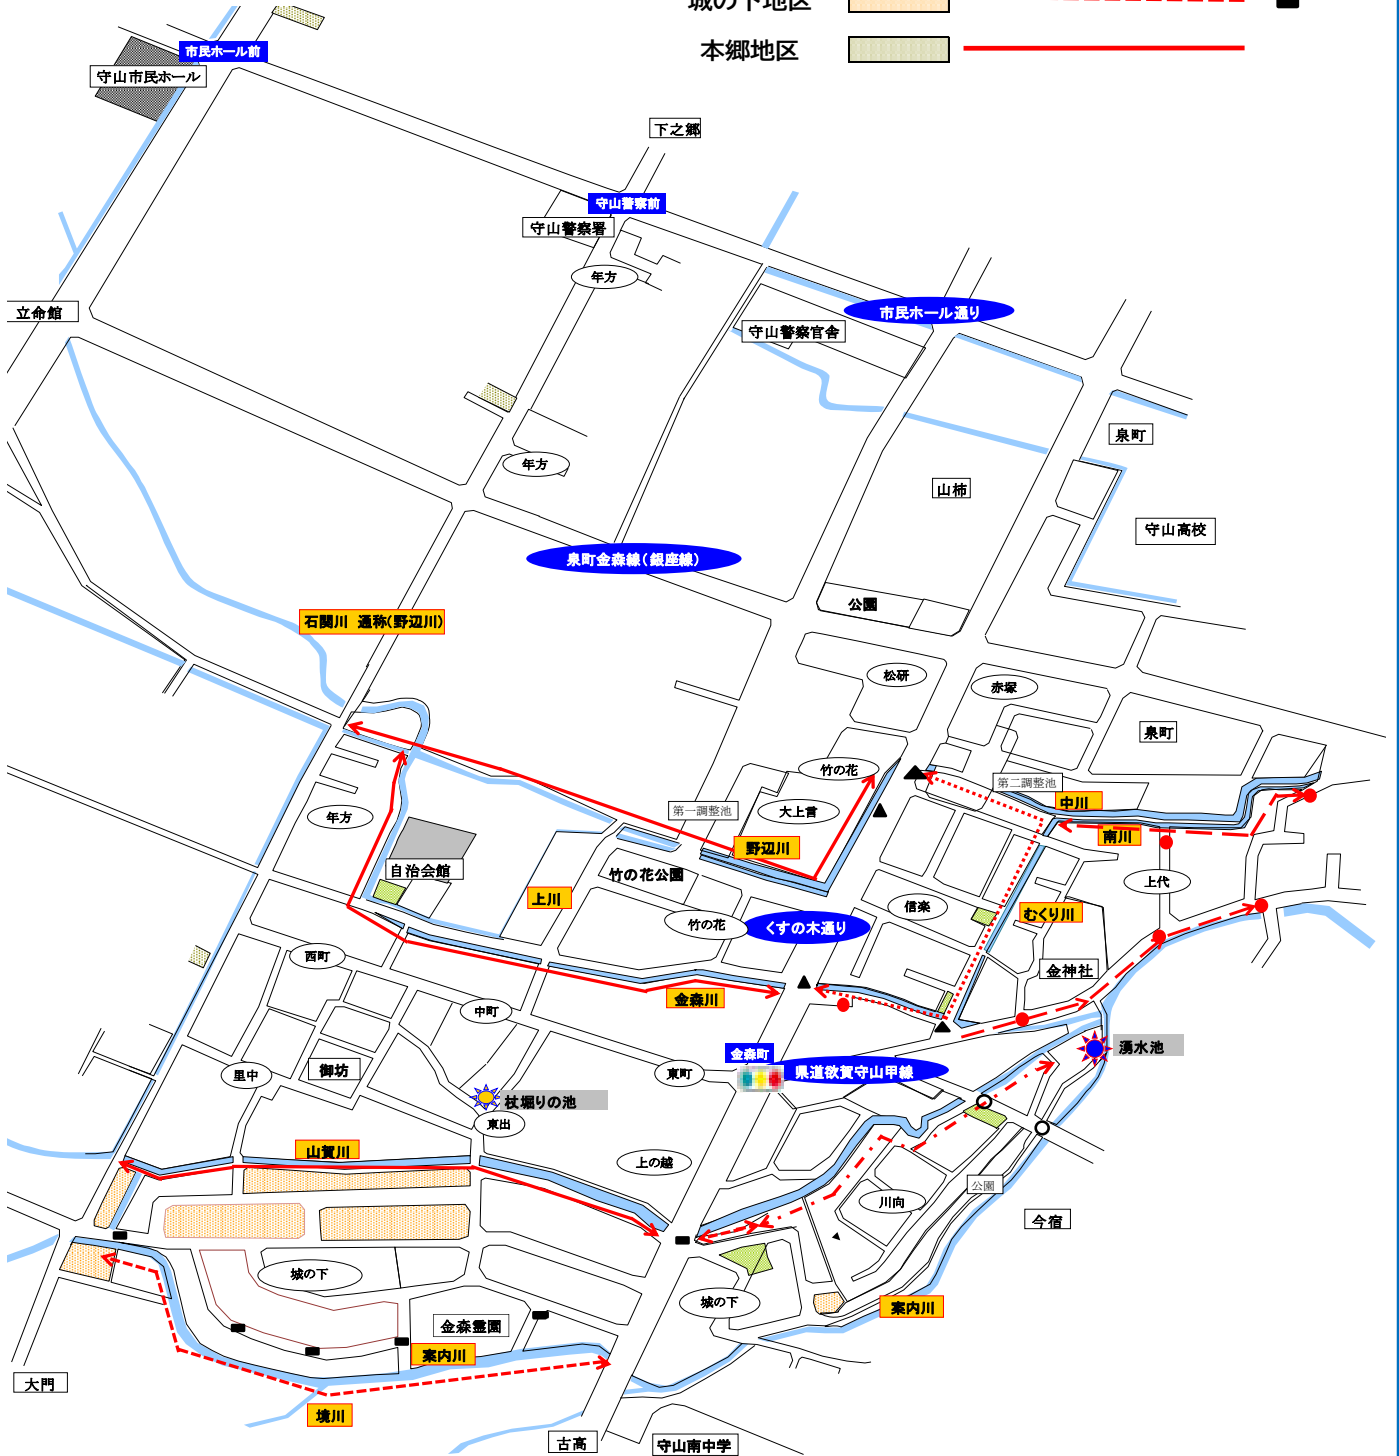 城の下地区
本郷地区
市民ホール前
守山市民ホール
下之郷
守山警察前
守山警察署
年方
立命館
市民ホール通り
守山警察官舎
泉町
年方
山柿
守山高校
泉町金森線(銀座線)
公園
石関川 通称(野辺川)
松研
赤塚
泉町
竹の花
第二調整池
中川
第一調整池
大上言
年方
南川
野辺川
自治会館
竹の花公園
上代
上川
信楽
むくり川
竹の花
くすの木通り
西町
金神社
金森川
中町
湧水池
金森町
御坊
里中
東町
県道欲賀守山甲線
杖堀りの池
東出
山賀川
上の越
公園
川向
今宿
城の下
城の下
案内川
金森霊園
案内川
大門
境川
古高
守山南中学